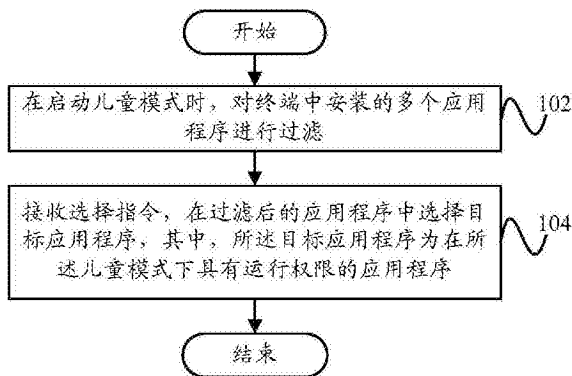 开始
在启动儿童模式时，对终端中安装的多个应用
程序进行过滤
102
接收选择指令，在过滤后的应用程序中选择目
标应用程序，其中，所述目标应用程序为在所
述儿童模式下具有运行权限的应用程序
104
结束